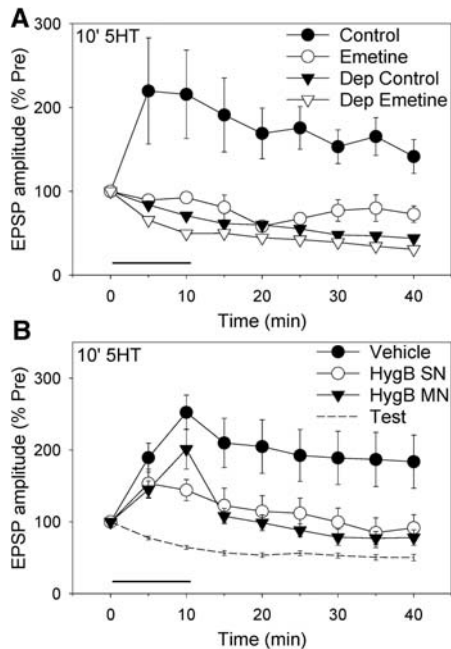 A
10' 5HT
Control
Emetine
Dep Control
Dep Emetine
EPSP amplitude (% Pre)
300
200
100
0
0 10 20 30 40
Time (min)
B
10' 5HT
Vehicle
HygB SN
HygB MN
Test
EPSP amplitude (% Pre)
300
200
100
0
0 10 20 30 40
Time (min)